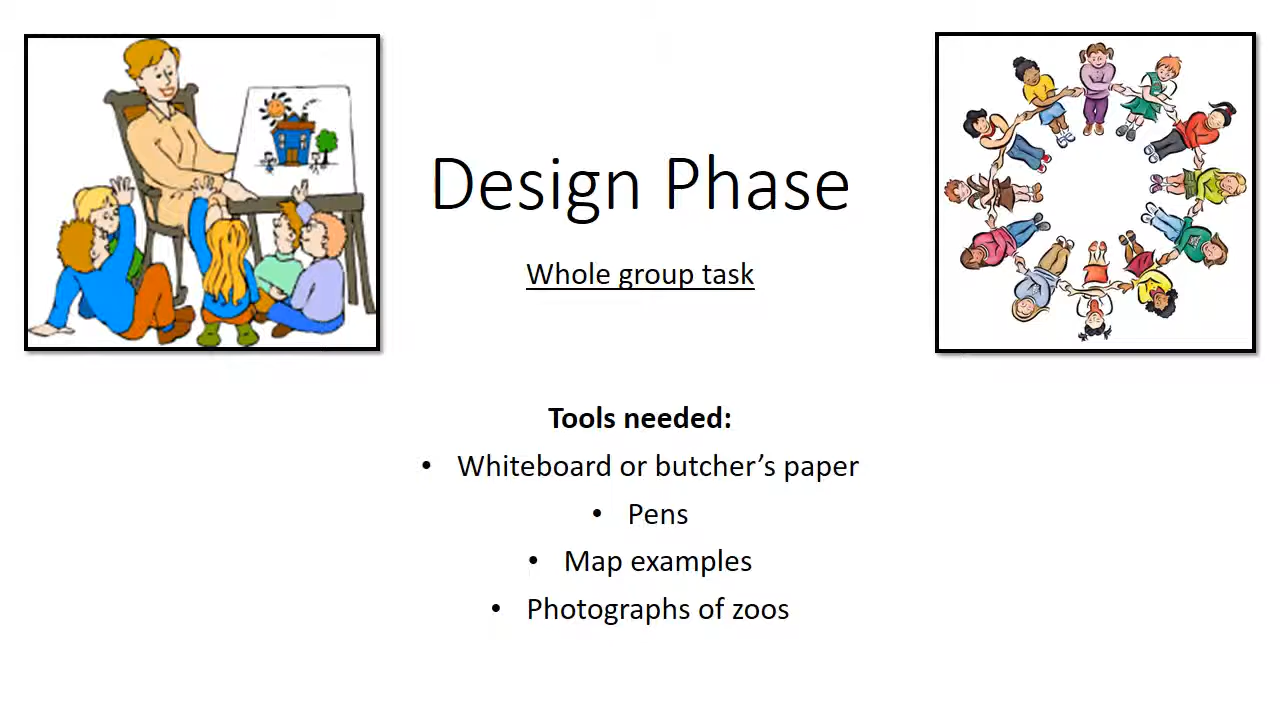 Design Phase
Whole group task
Tools needed:
• Whiteboard or butcher’s paper
• Pens
• Map examples
• Photographs of zoos